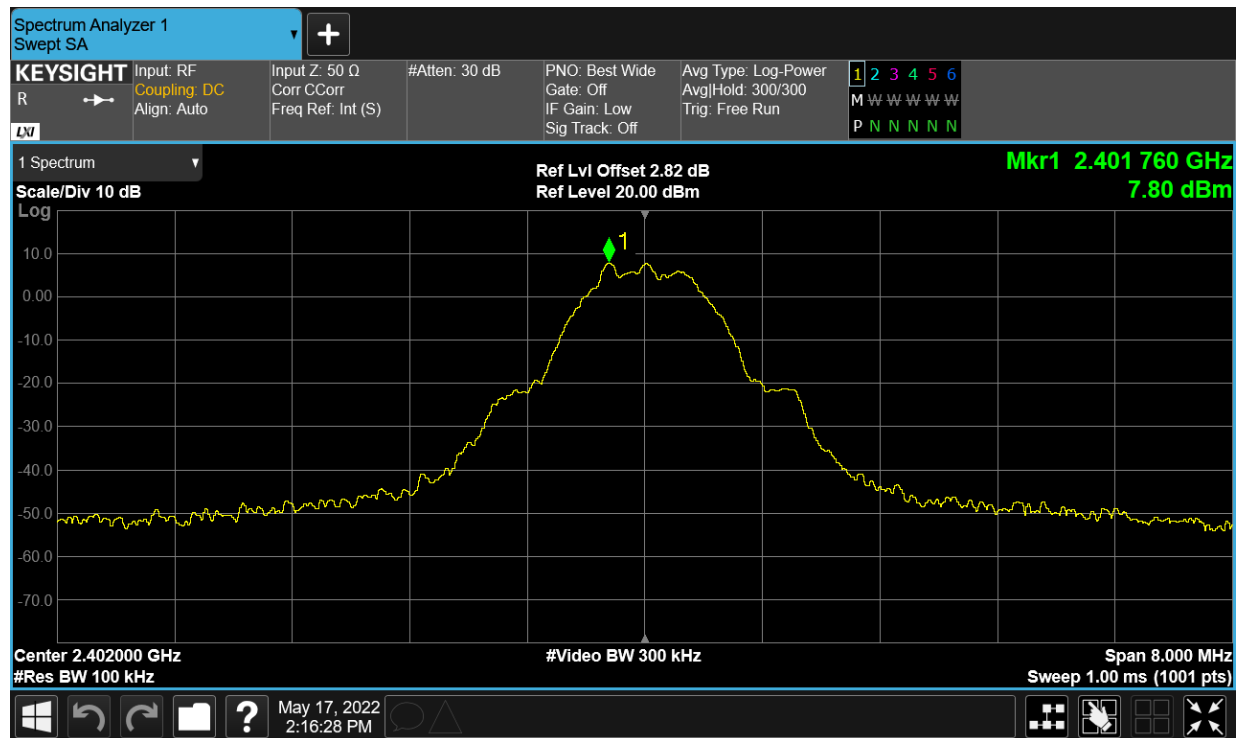 Spectrum Analyzer 1
Swept SA
KEYSIGHT
R
LXI
Input: RF
Coupling: DC
Align: Auto
Input Z: 50 Ω
Corr CCorr
Freq Ref: Int (S)
#Atten: 30 dB
PNO: Best Wide
Gate: Off
IF Gain: Low
Sig Track: Off
Avg Type: Log-Power
Avg|Hold: 300/300
Trig: Free Run
1 2 3 4 5 6
M W W W W W W
P N N N N N N
1 Spectrum
Scale/Div 10 dB
Log
Ref Lvl Offset 2.82 dB
Ref Level 20.00 dBm
Mkr1 2.401 760 GHz
7.80 dBm
1
10.0
0.00
-10.0
-20.0
-30.0
-40.0
-50.0
-60.0
-70.0
Center 2.402000 GHz
#Res BW 100 kHz
#Video BW 300 kHz
Span 8.000 MHz
Sweep 1.00 ms (1001 pts)
May 17, 2022
2:16:28 PM